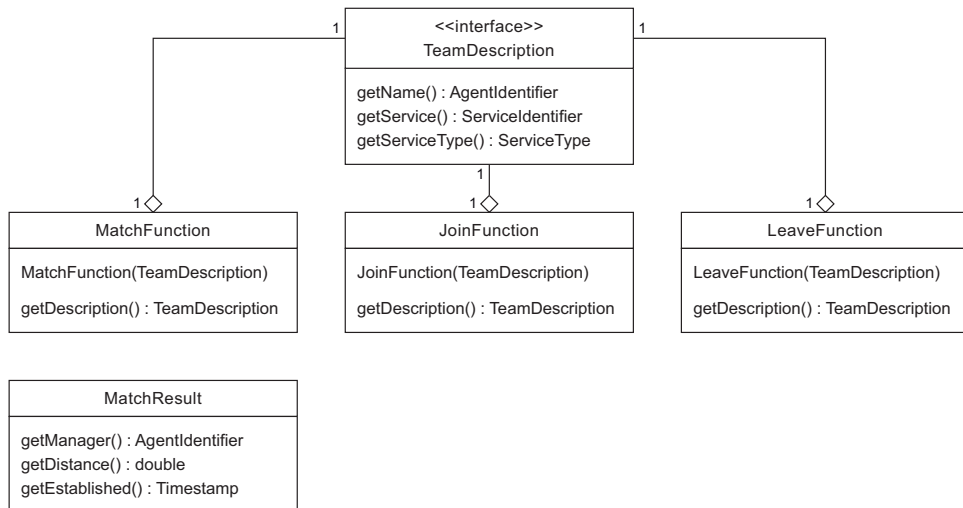 1
<<interface>>
1
TeamDescription
getName() : AgentIdentifier
getService() : ServiceIdentifier
getServiceType() : ServiceType
1
1
1
1
MatchFunction
JoinFunction
LeaveFunction
MatchFunction(TeamDescription)
JoinFunction(TeamDescription)
LeaveFunction(TeamDescription)
getDescription() : TeamDescription
getDescription() : TeamDescription
getDescription() : TeamDescription
MatchResult
getManager() : AgentIdentifier
getDistance() : double
getEstablished() : Timestamp